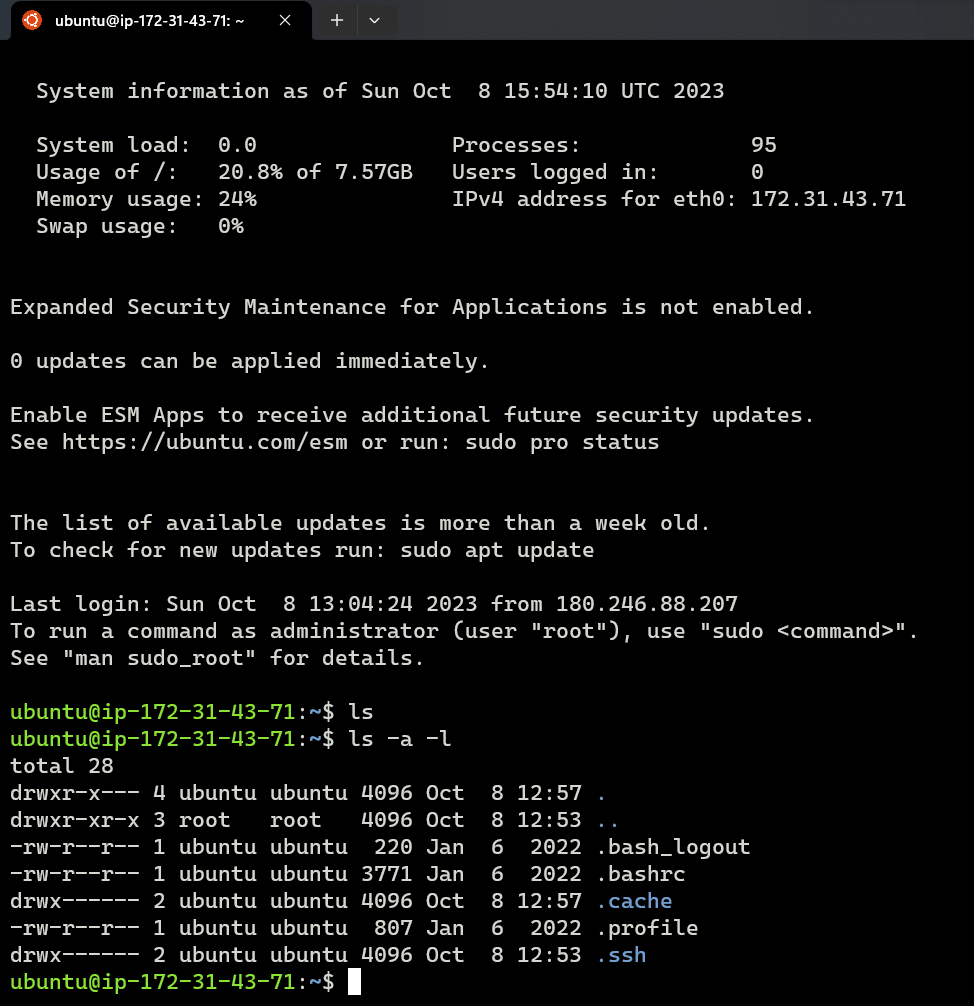 ubuntu@ip-172-31-43-71: ~
System information as of Sun Oct  8 15:54:10 UTC 2023
System load:  0.0               Processes:             95
Usage of /:   20.8% of 7.57GB   Users logged in:       0
Memory usage: 24%               IPv4 address for eth0: 172.31.43.71
Swap usage:   0%
Expanded Security Maintenance for Applications is not enabled.
0 updates can be applied immediately.
Enable ESM Apps to receive additional future security updates.
See https://ubuntu.com/esm or run: sudo pro status
The list of available updates is more than a week old.
To check for new updates run: sudo apt update
Last login: Sun Oct  8 13:04:24 2023 from 180.246.88.207
To run a command as administrator (user "root"), use "sudo <command>".
See "man sudo_root" for details.
ubuntu@ip-172-31-43-71:~$ ls
ubuntu@ip-172-31-43-71:~$ ls -a -l
total 28
drwxr-x--- 4 ubuntu ubuntu 4096 Oct  8 12:57 .
drwxr-xr-x 3 root   root   4096 Oct  8 12:53 ..
-rw-r--r-- 1 ubuntu ubuntu  220 Jan  6  2022 .bash_logout
-rw-r--r-- 1 ubuntu ubuntu 3771 Jan  6  2022 .bashrc
drwx------ 2 ubuntu ubuntu 4096 Oct  8 12:57 .cache
-rw-r--r-- 1 ubuntu ubuntu  807 Jan  6  2022 .profile
drwx------ 2 ubuntu ubuntu 4096 Oct  8 12:53 .ssh
ubuntu@ip-172-31-43-71:~$